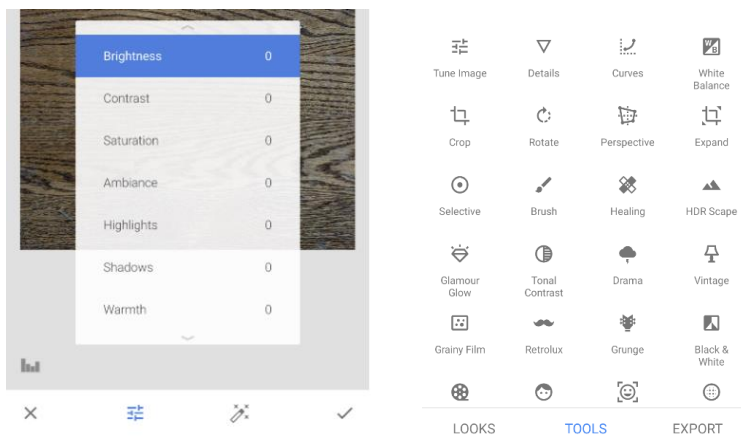 Brightness 0
Contrast 0
Saturation 0
Ambiance 0
Highlights 0
Shadows 0
Warmth 0
Tune Image Details Curves White
Balance
W
B
Crop Rotate Perspective Expand
Selective Brush Healing HDR Scape
Glamour Tonal Drama Vintage
Glow Contrast
Grainy Film Retrolux Grunge Black &
White
LOOKS TOOLS EXPORT